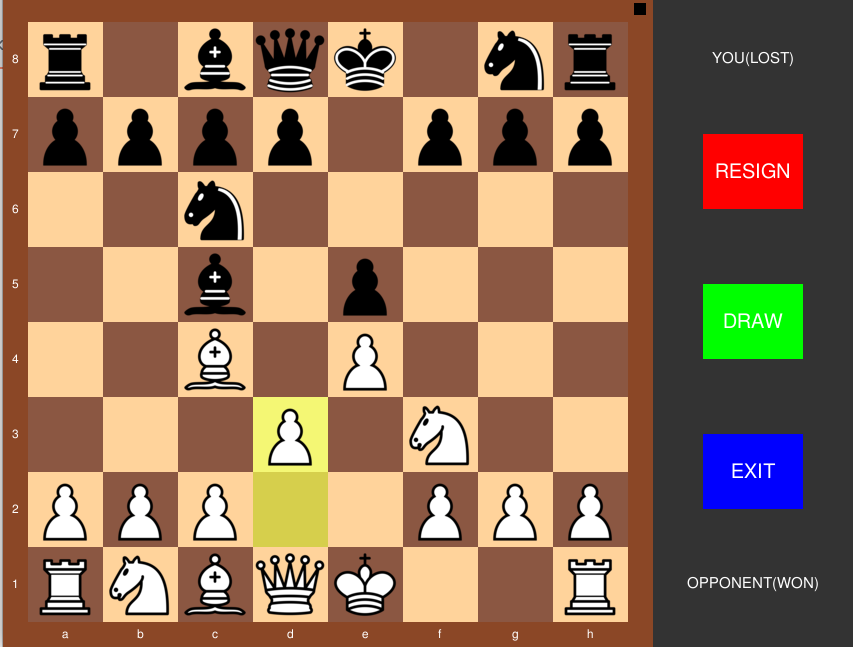 8
YOU(LOST)
7
RESIGN
6
5
DRAW
4
3
EXIT
2
1
OPPONENT(WON)
a b c d e f g h